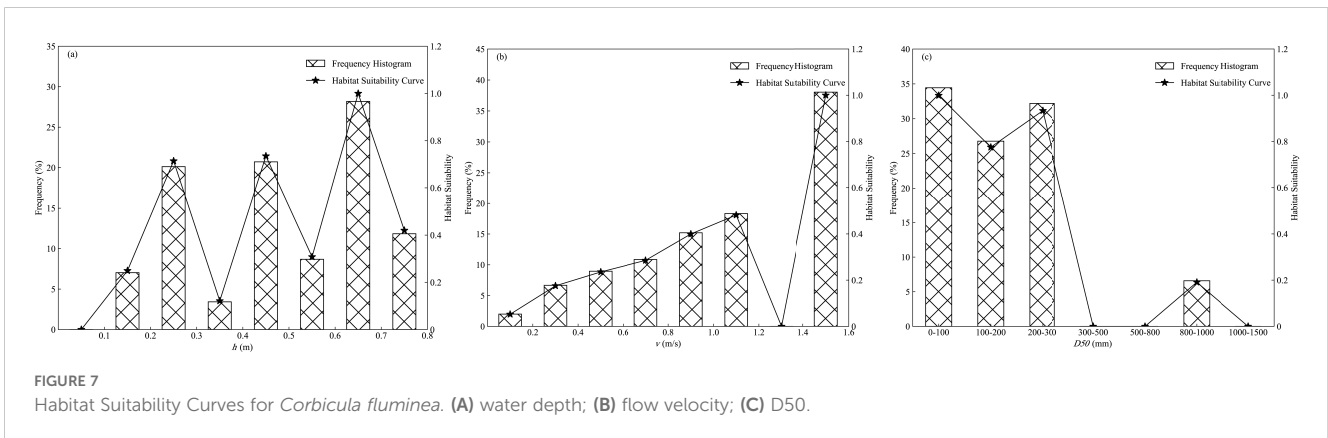 (a)
Frequency Histogram
Habitat Suitability Curve
35
30
25
20
15
10
5
0
Frequency (%)
1.2
1.0
0.8
0.6
0.4
0.2
0
Habitat Suitability
0.1 0.2 0.3 0.4 0.5 0.6 0.7 0.8
h (m)
(b)
Frequency Histogram
Habitat Suitability Curve
45
40
35
30
25
20
15
10
5
0
Frequency (%)
1.2
1.0
0.8
0.6
0.4
0.2
0
Habitat Suitability
0.2 0.4 0.6 0.8 1.0 1.2 1.4 1.6
v (m/s)
(c)
Frequency Histogram
Habitat Suitability Curve
40
35
30
25
20
15
10
5
0
Frequency (%)
1.2
1.0
0.8
0.6
0.4
0.2
0
Habitat Suitability
0-100 100-200 200-300 300-500 500-800 800-1000 1000-1500
D50 (mm)
FIGURE 7
Habitat Suitability Curves for Corbicula fluminea. (A) water depth; (B) flow velocity; (C) D50.